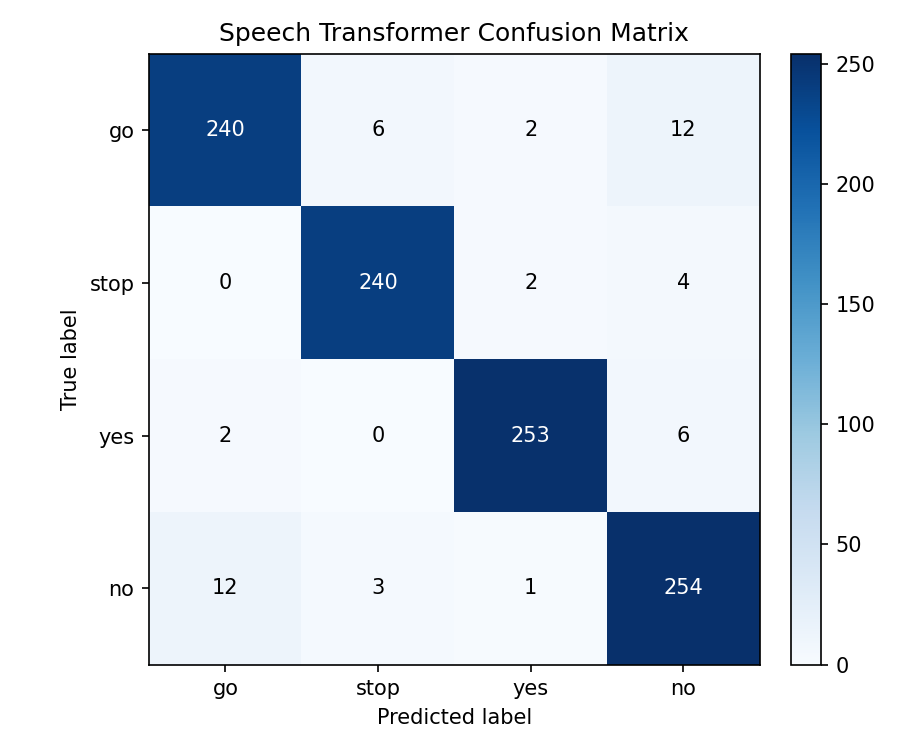 Speech Transformer Confusion Matrix
go 240 6 2 12
stop 0 240 2 4
yes 2 0 253 6
no 12 3 1 254
go stop yes no
Predicted label
True label
250
200
150
100
50
0